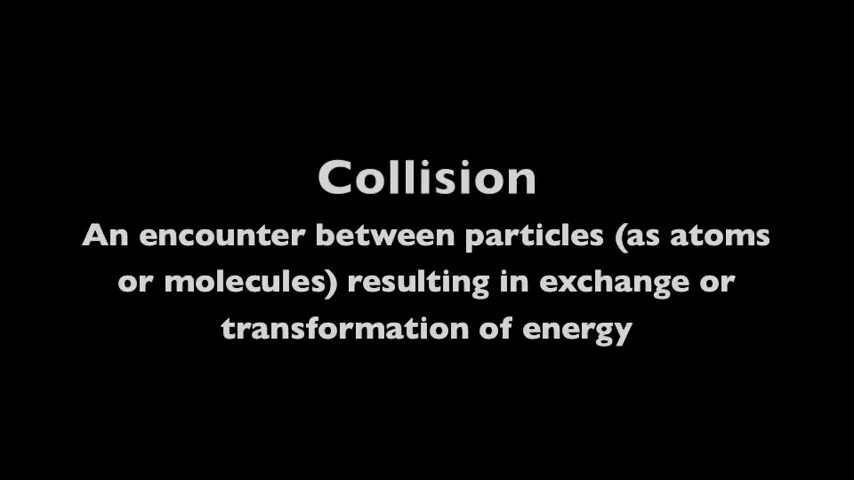 Collision
An encounter between particles (as atoms
or molecules) resulting in exchange or
transformation of energy